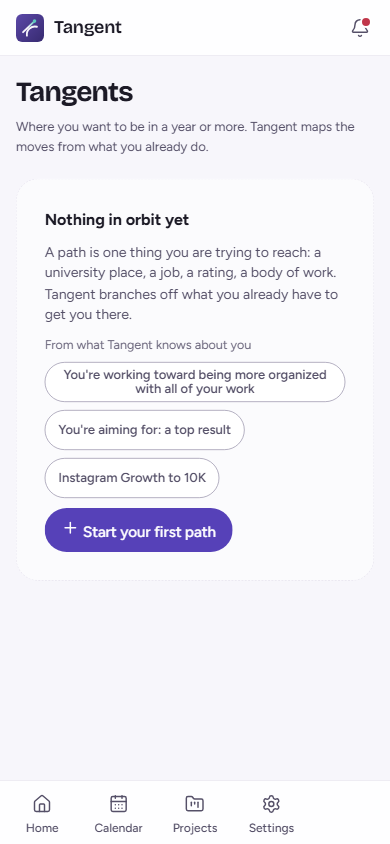 Tangent
Tangents
Where you want to be in a year or more. Tangent maps the
moves from what you already do.
Nothing in orbit yet
A path is one thing you are trying to reach: a
university place, a job, a rating, a body of work.
Tangent branches off what you already have to
get you there.
From what Tangent knows about you
You're working toward being more organized
with all of your work
You're aiming for: a top result
Instagram Growth to 10K
+ Start your first path
Home Calendar Projects Settings